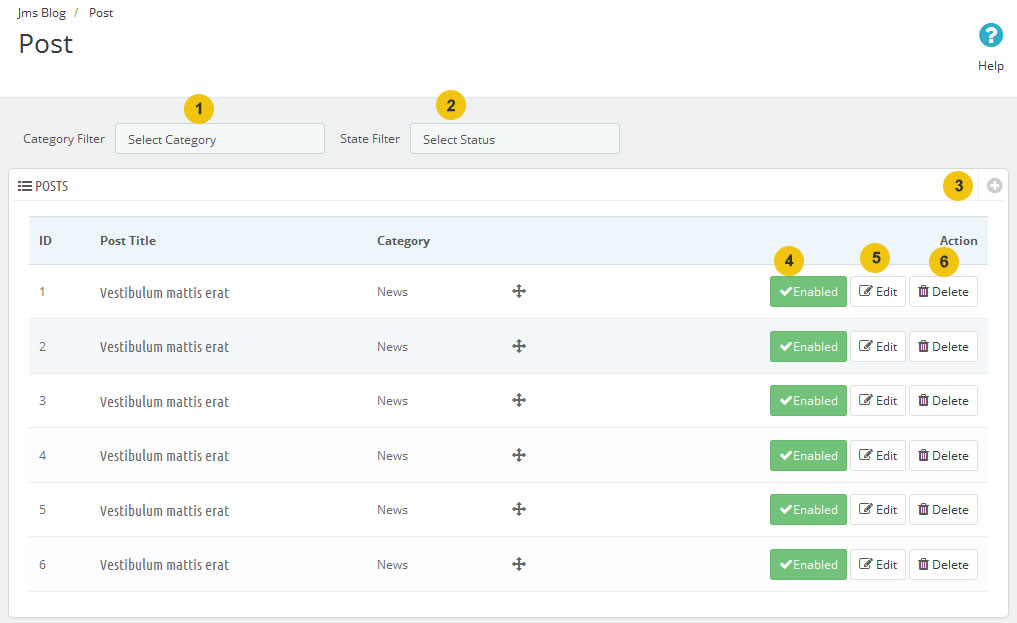 Jms Blog / Post
Post
?
Help
1 2
Category Filter Select Category State Filter Select Status
POSTS 3
ID Post Title Category Action
4 5 6
1 Vestibulum mattis erat News Enabled Edit Delete
2 Vestibulum mattis erat News Enabled Edit Delete
3 Vestibulum mattis erat News Enabled Edit Delete
4 Vestibulum mattis erat News Enabled Edit Delete
5 Vestibulum mattis erat News Enabled Edit Delete
6 Vestibulum mattis erat News Enabled Edit Delete